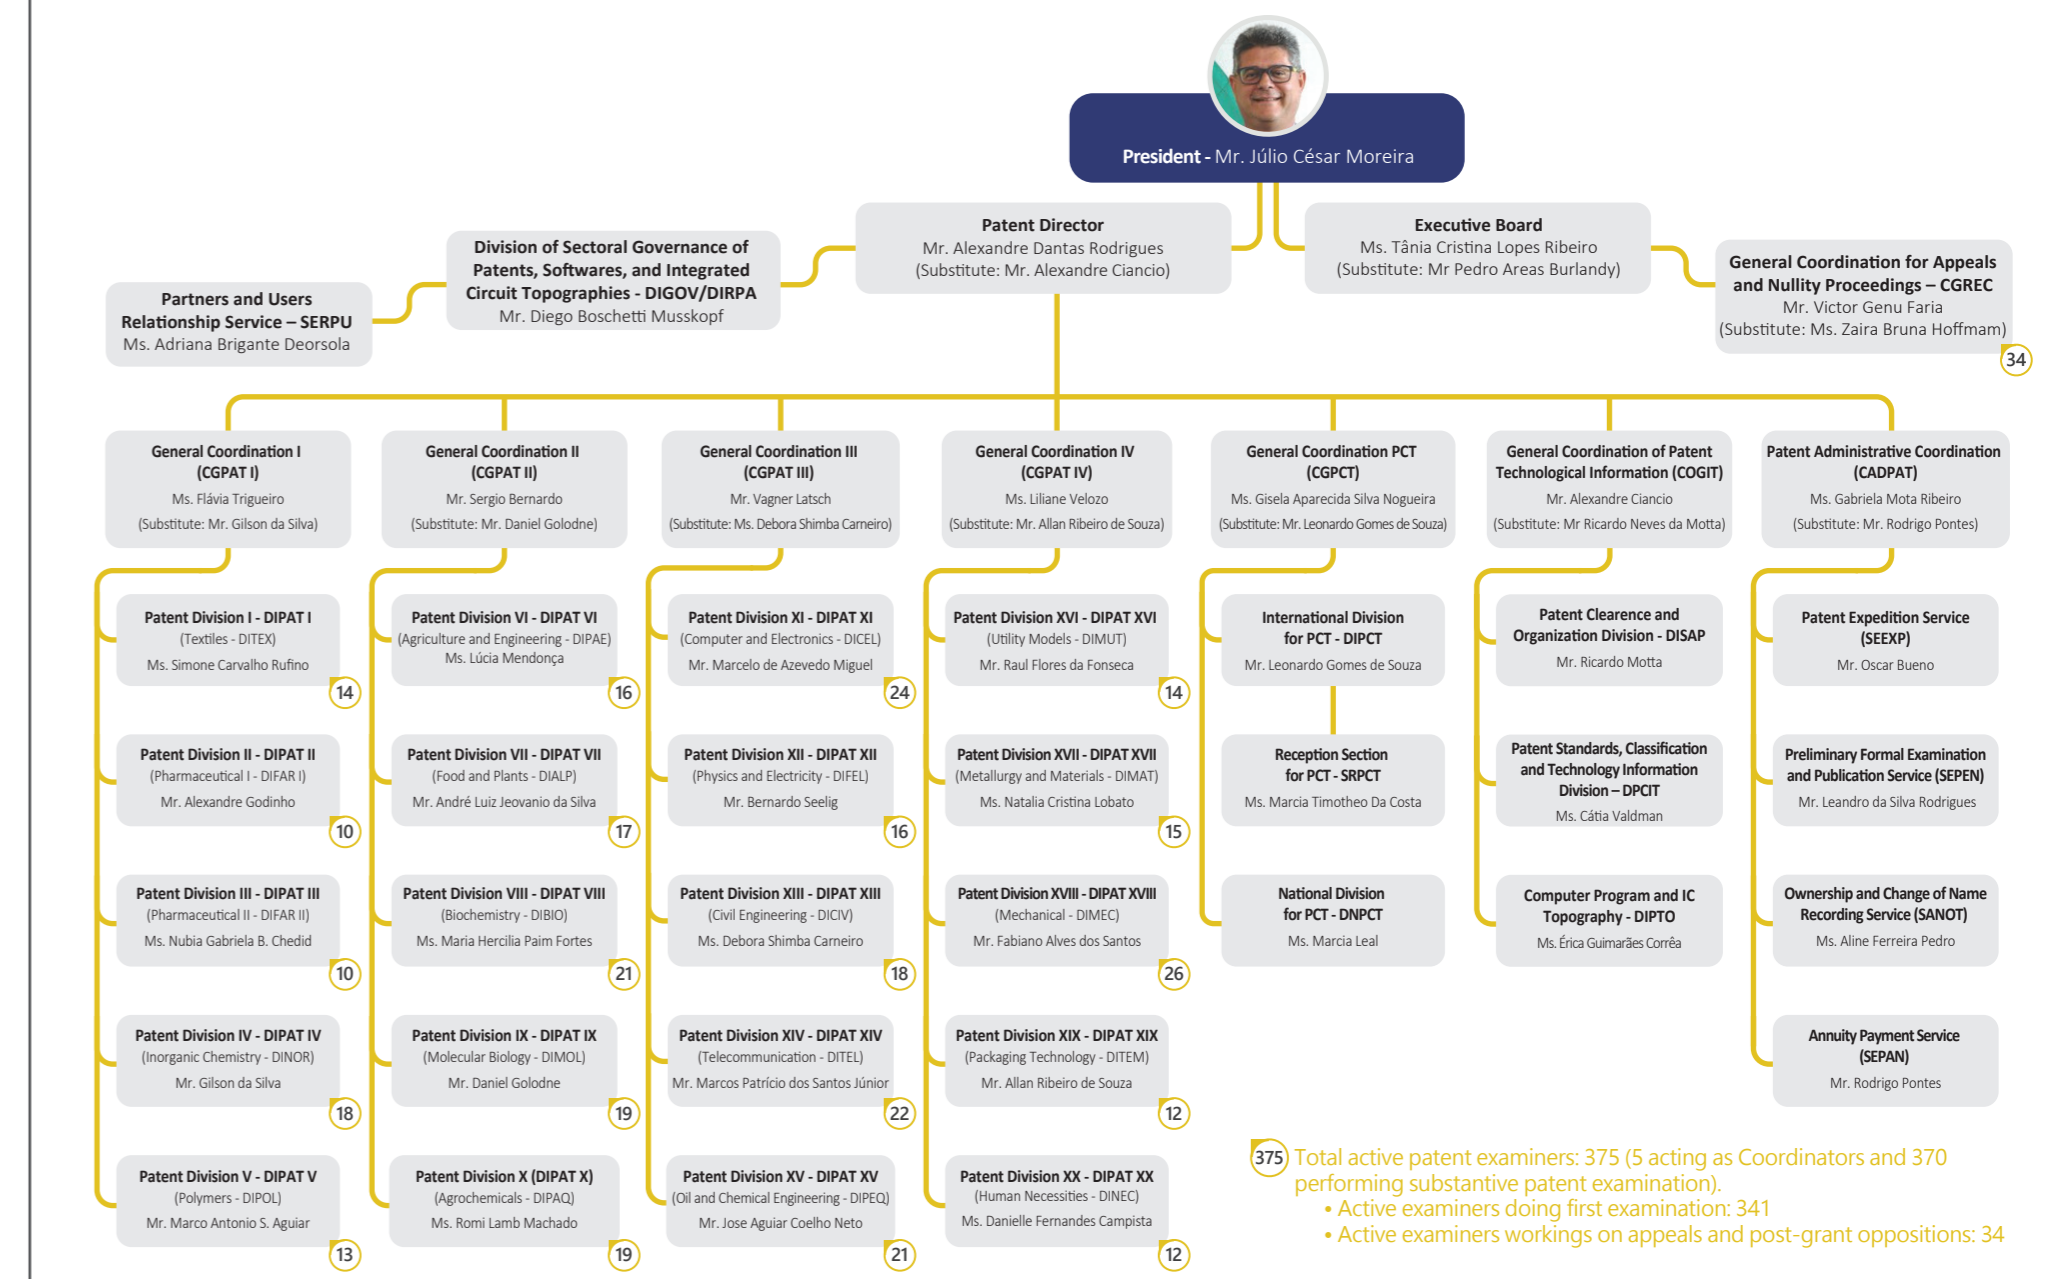 President - Mr. Júlio César Moreira
Patent Director
Mr. Alexandre Dantas Rodrigues
(Substitute: Mr. Alexandre Ciancio)
Executive Board
Ms. Tânia Cristina Lopes Ribeiro
(Substitute: Mr Pedro Areas Burlandy)
Division of Sectoral Governance of
Patents, Softwares, and Integrated
Circuit Topographies - DIGOV/DIRPA
Mr. Diego Boschetti Musskopf
General Coordination for Appeals
and Nullity Proceedings – CGREC
Mr. Victor Genu Faria
(Substitute: Ms. Zaira Bruna Hoffmam)
34
Partners and Users
Relationship Service – SERPU
Ms. Adriana Brigante Deorsola
General Coordination I
(CGPAT I)
Ms. Flávia Trigueiro
(Substitute: Mr. Gilson da Silva)
General Coordination II
(CGPAT II)
Mr. Sergio Bernardo
(Substitute: Mr. Daniel Golodne)
General Coordination III
(CGPAT III)
Mr. Vagner Latsch
(Substitute: Ms. Debora Shimba Carneiro)
General Coordination IV
(CGPAT IV)
Ms. Liliane Velozo
(Substitute: Mr. Allan Ribeiro de Souza)
General Coordination PCT
(CGPCT)
Ms. Gisela Aparecida Silva Nogueira
(Substitute: Mr. Leonardo Gomes de Souza)
General Coordination of Patent
Technological Information (COGIT)
Mr. Alexandre Ciancio
(Substitute: Mr Ricardo Neves da Motta)
Patent Administrative Coordination
(CADPAT)
Ms. Gabriela Mota Ribeiro
(Substitute: Mr. Rodrigo Pontes)
Patent Division I - DIPAT I
(Textiles - DITEX)
Ms. Simone Carvalho Rufino
14
Patent Division II - DIPAT II
(Pharmaceutical I - DIFAR I)
Mr. Alexandre Godinho
10
Patent Division III - DIPAT III
(Pharmaceutical II - DIFAR II)
Ms. Nubia Gabriela B. Chedid
10
Patent Division IV - DIPAT IV
(Inorganic Chemistry - DINOR)
Mr. Gilson da Silva
18
Patent Division V - DIPAT V
(Polymers - DIPOL)
Mr. Marco Antonio S. Aguiar
13
Patent Division VI - DIPAT VI
(Agriculture and Engineering - DIPAE)
Ms. Lúcia Mendonça
16
Patent Division VII - DIPAT VII
(Food and Plants - DIALP)
Mr. André Luiz Jeovanio da Silva
17
Patent Division VIII - DIPAT VIII
(Biochemistry - DIBIO)
Ms. Maria Hercilia Paim Fortes
21
Patent Division IX - DIPAT IX
(Molecular Biology - DIMOL)
Mr. Daniel Golodne
19
Patent Division X (DIPAT X)
(Agrochemicals - DIPAQ)
Ms. Romi Lamb Machado
19
Patent Division XI - DIPAT XI
(Computer and Electronics - DICEL)
Mr. Marcelo de Azevedo Miguel
24
Patent Division XII - DIPAT XII
(Physics and Electricity - DIFEL)
Mr. Bernardo Seelig
16
Patent Division XIII - DIPAT XIII
(Civil Engineering - DICIV)
Ms. Debora Shimba Carneiro
18
Patent Division XIV - DIPAT XIV
(Telecommunication - DITEL)
Mr. Marcos Patrício dos Santos Júnior
22
Patent Division XV - DIPAT XV
(Oil and Chemical Engineering - DIPEQ)
Mr. Jose Aguiar Coelho Neto
21
Patent Division XVI - DIPAT XVI
(Utility Models - DIMUT)
Mr. Raul Flores da Fonseca
14
Patent Division XVII - DIPAT XVII
(Metallurgy and Materials - DIMAT)
Ms. Natalia Cristina Lobato
15
Patent Division XVIII - DIPAT XVIII
(Mechanical - DIMEC)
Mr. Fabiano Alves dos Santos
26
Patent Division XIX - DIPAT XIX
(Packaging Technology - DITEM)
Mr. Allan Ribeiro de Souza
12
Patent Division XX - DIPAT XX
(Human Necessities - DINEC)
Ms. Danielle Fernandes Campista
12
International Division
for PCT - DIPCT
Mr. Leonardo Gomes de Souza
Reception Section
for PCT - SRPCT
Ms. Marcia Timotheo Da Costa
National Division
for PCT - DNPCT
Ms. Marcia Leal
Patent Clearence and
Organization Division - DISAP
Mr. Ricardo Motta
Patent Standards, Classification
and Technology Information
Division – DPCIT
Ms. Cátia Valdman
Computer Program and IC
Topography - DIPTO
Ms. Érica Guimarães Corrêa
Patent Expedition Service
(SEEXP)
Mr. Oscar Bueno
Preliminary Formal Examination
and Publication Service (SEPEN)
Mr. Leandro da Silva Rodrigues
Ownership and Change of Name
Recording Service (SANOT)
Ms. Aline Ferreira Pedro
Annuity Payment Service
(SEPAN)
Mr. Rodrigo Pontes
375 Total active patent examiners: 375 (5 acting as Coordinators and 370
performing substantive patent examination).
• Active examiners doing first examination: 341
• Active examiners workings on appeals and post-grant oppositions: 34